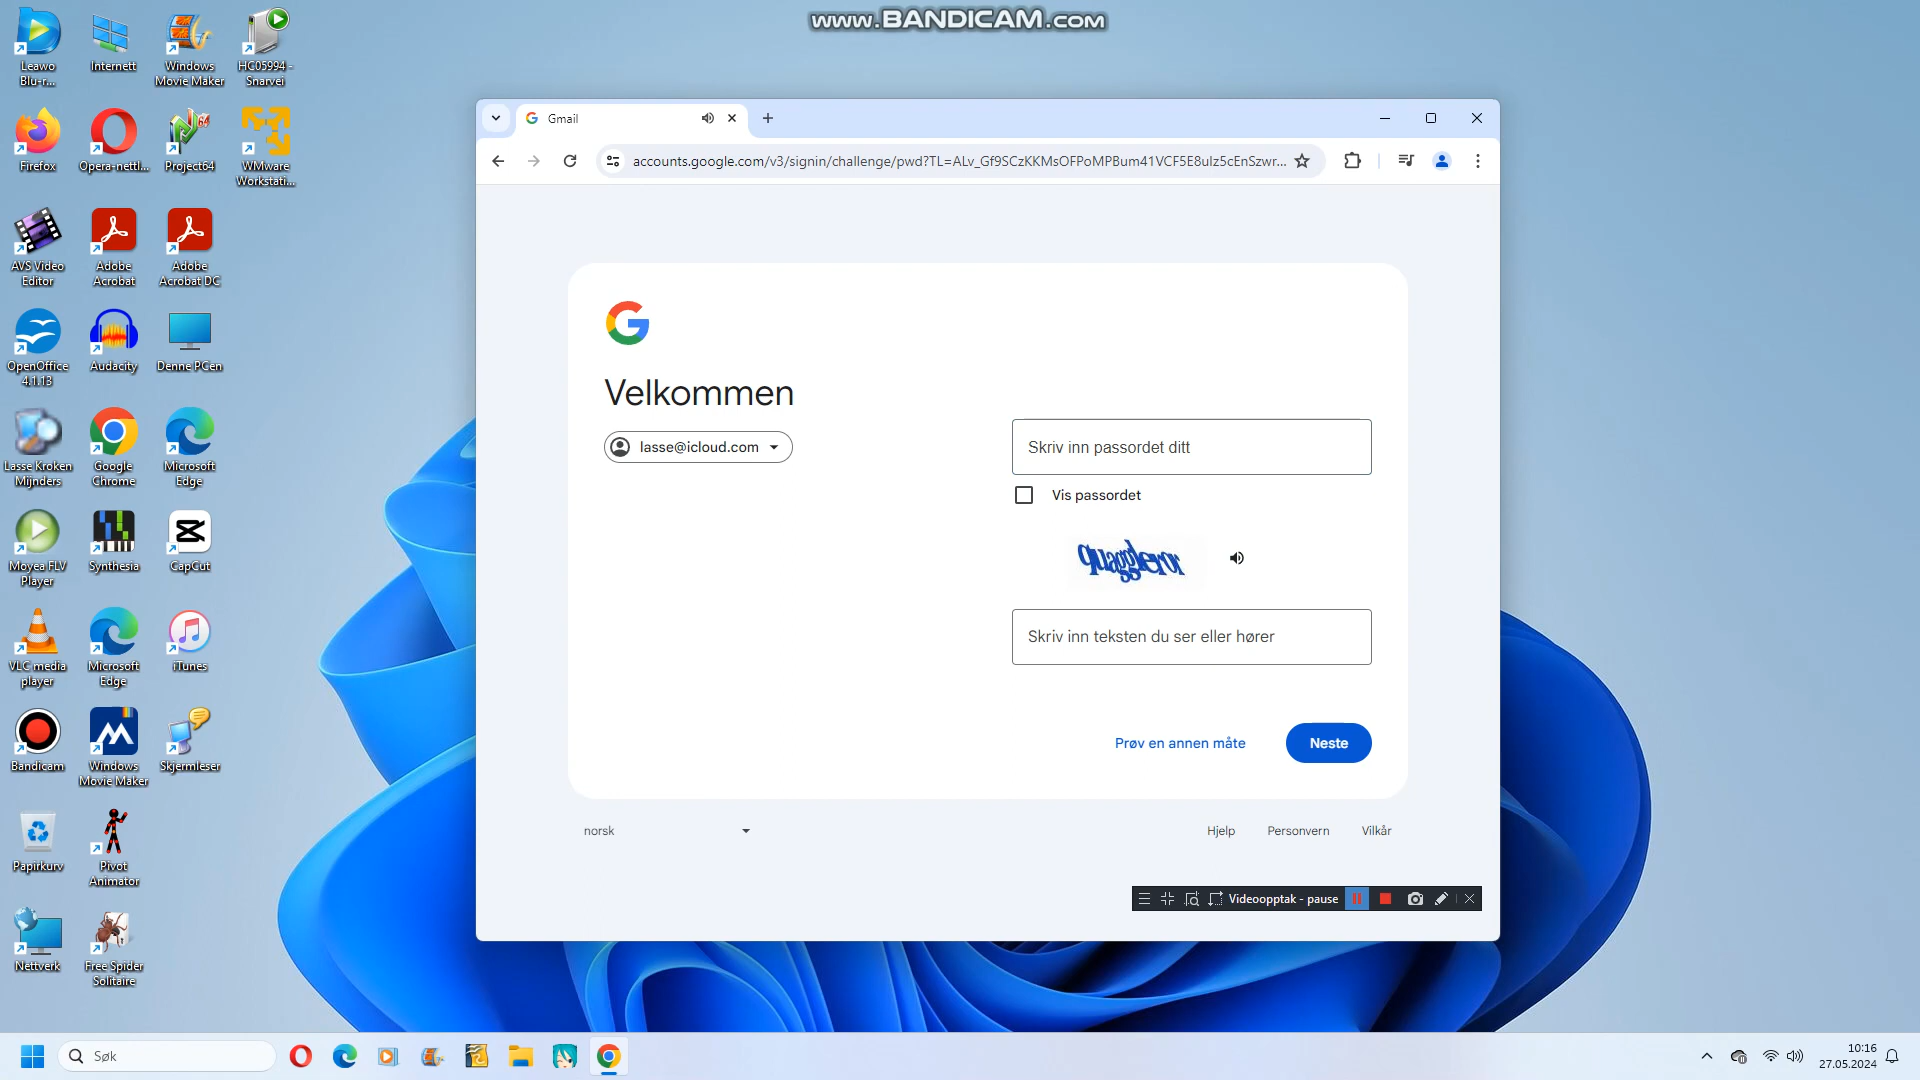 www.BANDICAM.com
Leawo
Blu-r...
Internett
Windows
Movie Maker
HC05994 -
Snarvei
Firefox
Opera-nettl...
Project64
WMware
Workstati...
AVS Video
Editor
Adobe
Acrobat
Adobe
Acrobat DC
OpenOffice
4.1.13
Audacity
Denne PCen
Lasse Kroken
Mijnders
Google
Chrome
Microsoft
Edge
Moyea FLV
Player
Synthesia
CapCut
VLC media
player
Microsoft
Edge
iTunes
Bandicam
Windows
Movie Maker
Skjermleser
Papirkurv
Pivot
Animator
Nettverk
Free Spider
Solitaire
Gmail
accounts.google.com/v3/signin/challenge/pwd?TL=ALv_Gf9SCzKKMsOFPoMPBum41VCF5E8ulz5cEnSzwr...
Velkommen
lasse@icloud.com
Skriv inn passordet ditt
Vis passordet
Skriv inn teksten du ser eller hører
Prøv en annen måte
Neste
norsk
Hjelp
Personvern
Vilkår
Videoopptak - pause
Søk
10:16
27.05.2024